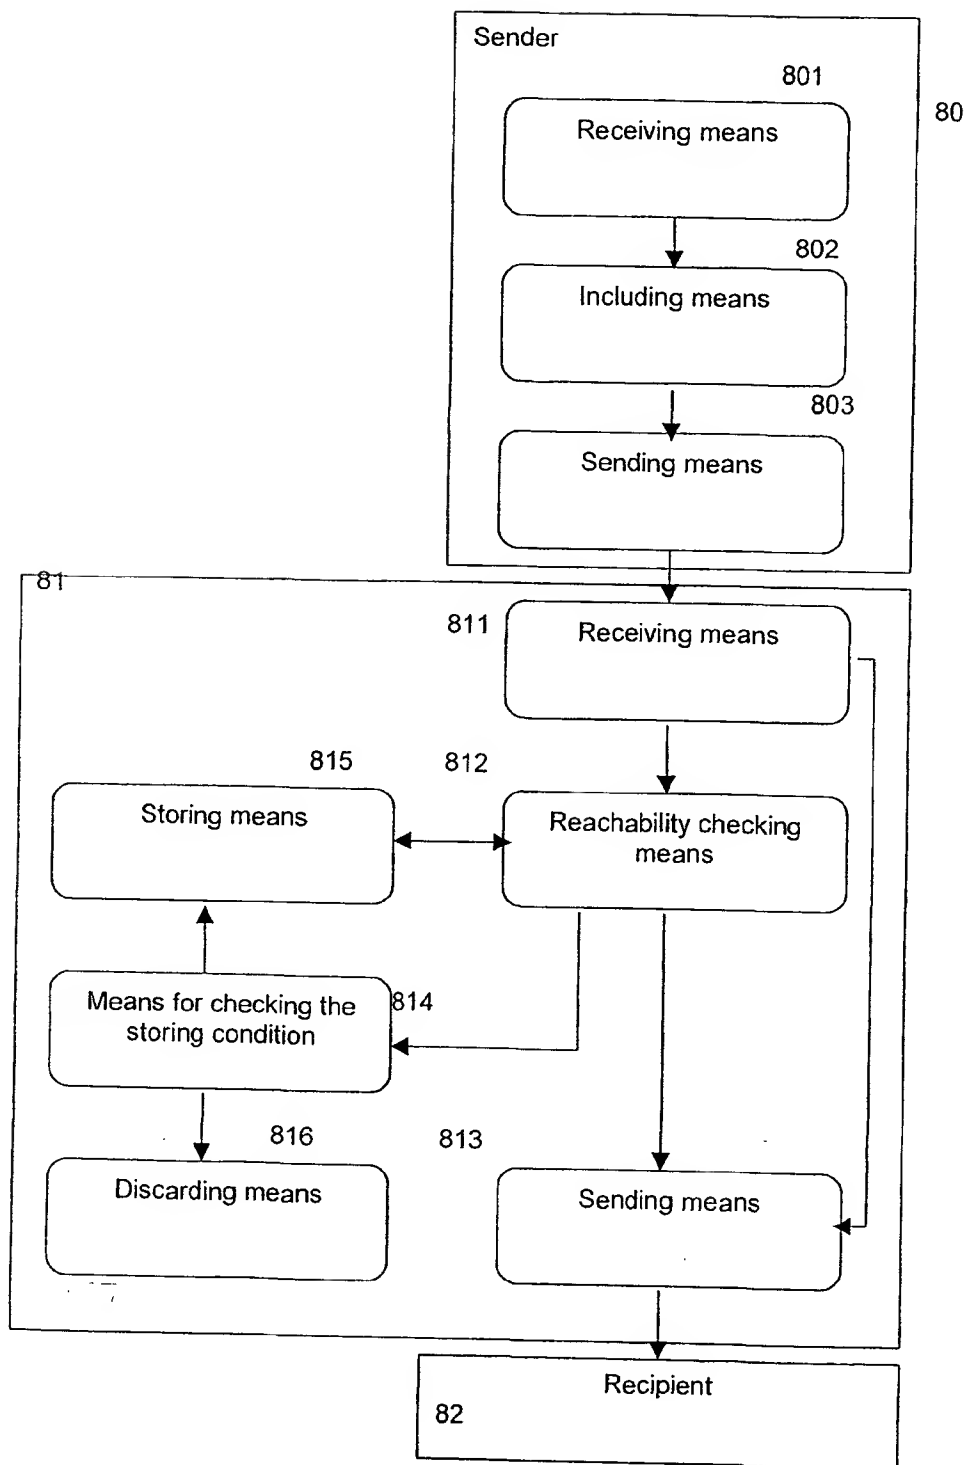 Sender
801
80
Receiving means
802
Including means
803
Sending means
81
811
Receiving means
815
812
Storing means
Reachability checking
means
Means for checking the
storing condition
814
816
813
Discarding means
Sending means
Recipient
82